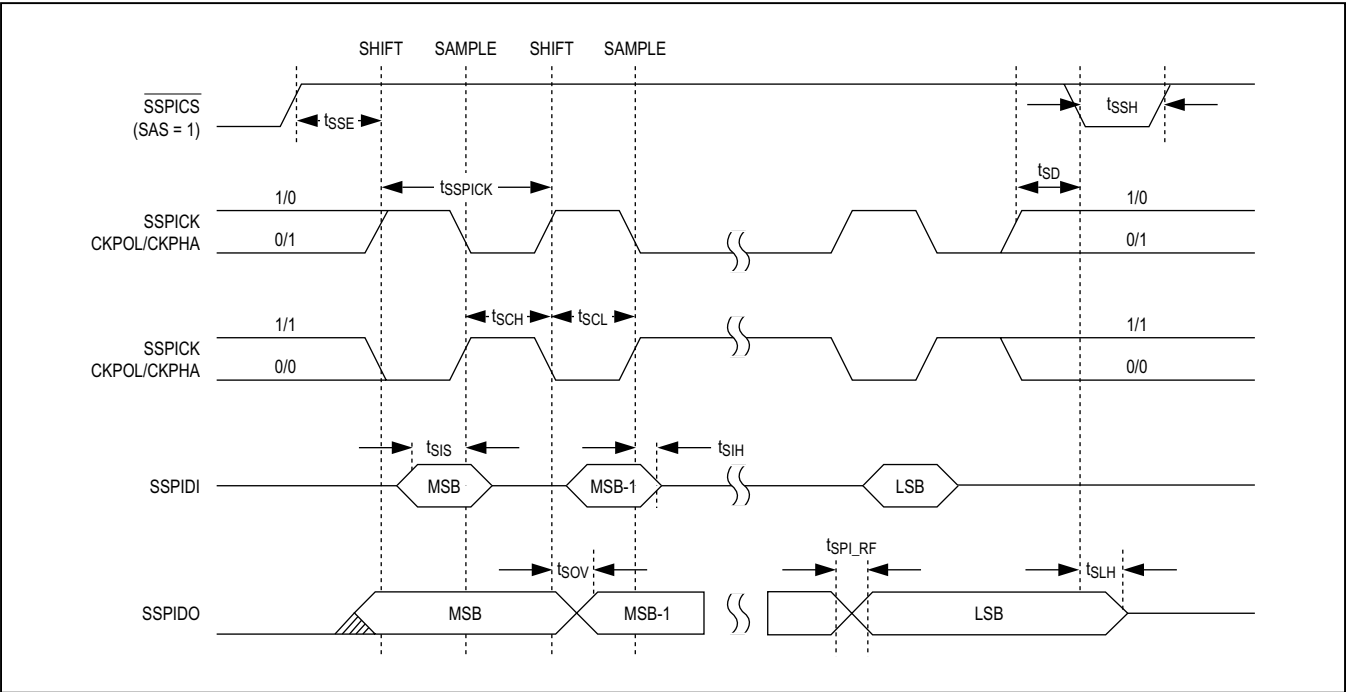 SHIFT SAMPLE SHIFT SAMPLE
SSPICS
(SAS = 1)
tSSE
tSSH
tSSPICK
tSD
SSPICK
CKPOL/CKPHA
1/0
0/1
1/0
0/1
tSCH
tSCL
SSPICK
CKPOL/CKPHA
1/1
0/0
1/1
0/0
tSIS
tSIH
SSPIDI
MSB
MSB-1
LSB
tSOV
tSPI_RF
tSLH
SSPIDO
MSB
MSB-1
LSB